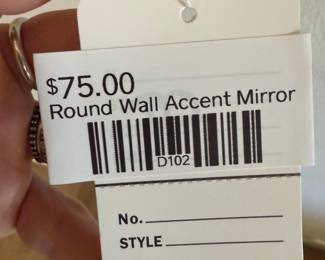 $75.00
Round Wall Accent Mirror
D102
No.
STYLE